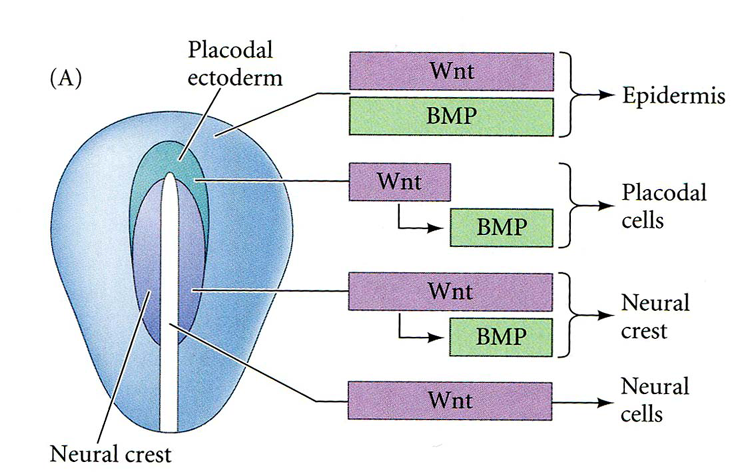 (A)
Placodal
ectoderm
Wnt
BMP
Epidermis
Wnt
BMP
Placodal
cells
Wnt
BMP
Neural
crest
Wnt
Neural
cells
Neural crest